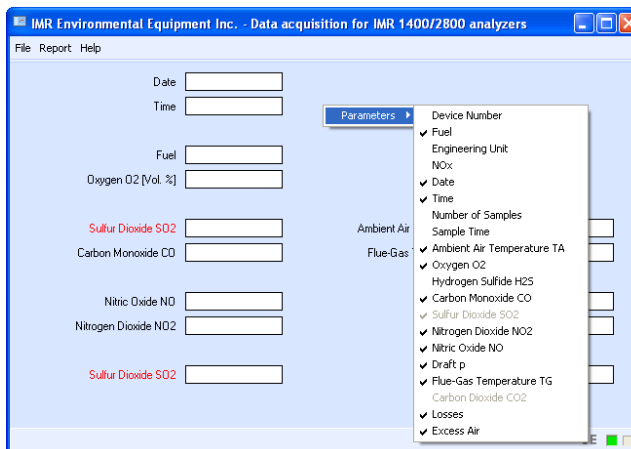 IMR Environmental Equipment Inc. - Data acquisition for IMR 1400/2800 analyzers
File Report Help
Date
Time
Fuel
Oxygen O2 [Vol. %]
Sulfur Dioxide SO2
Carbon Monoxide CO
Nitric Oxide NO
Nitrogen Dioxide NO2
Sulfur Dioxide SO2
Ambient Air
Flue-Gas
Parameters
Device Number
Fuel
Engineering Unit
NOx
Date
Time
Number of Samples
Sample Time
Ambient Air Temperature TA
Oxygen O2
Hydrogen Sulfide H2S
Carbon Monoxide CO
Sulfur Dioxide SO2
Nitrogen Dioxide NO2
Nitric Oxide NO
Draft p
Flue-Gas Temperature TG
Carbon Dioxide CO2
Losses
Excess Air